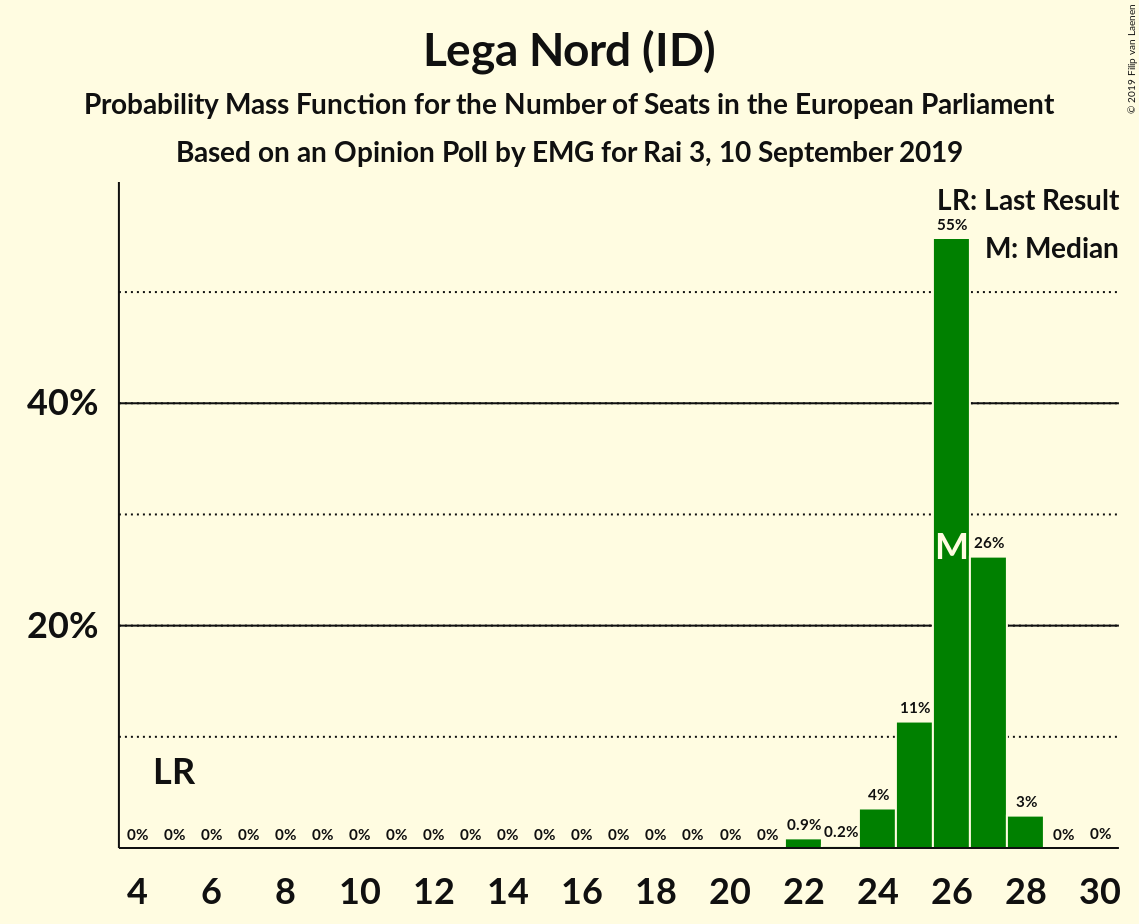 Lega Nord (ID)
Probability Mass Function for the Number of Seats in the European Parliament
Based on an Opinion Poll by EMG for Rai 3, 10 September 2019
© 2019 Filip van Laenen
LR: Last Result
M: Median
55%
40%
M
26%
20%
11%
LR
4%
3%
0% 0% 0% 0% 0% 0% 0% 0% 0% 0% 0% 0% 0% 0% 0% 0% 0% 0% 0.9% 0.2% 0% 0%
4 6 8 10 12 14 16 18 20 22 24 26 28 30